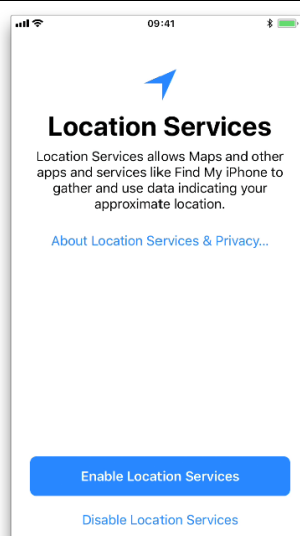 09:41
Location Services
Location Services allows Maps and other
apps and services like Find My iPhone to
gather and use data indicating your
approximate location.
About Location Services & Privacy...
Enable Location Services
Disable Location Services